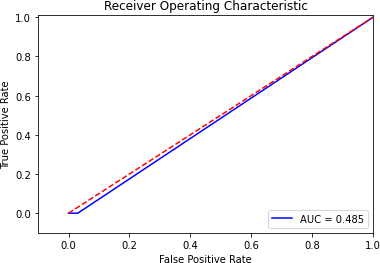 Receiver Operating Characteristic
True Positive Rate
1.0
0.8
0.6
0.4
0.2
0.0
AUC = 0.485
0.0 0.2 0.4 0.6 0.8 1.0
False Positive Rate